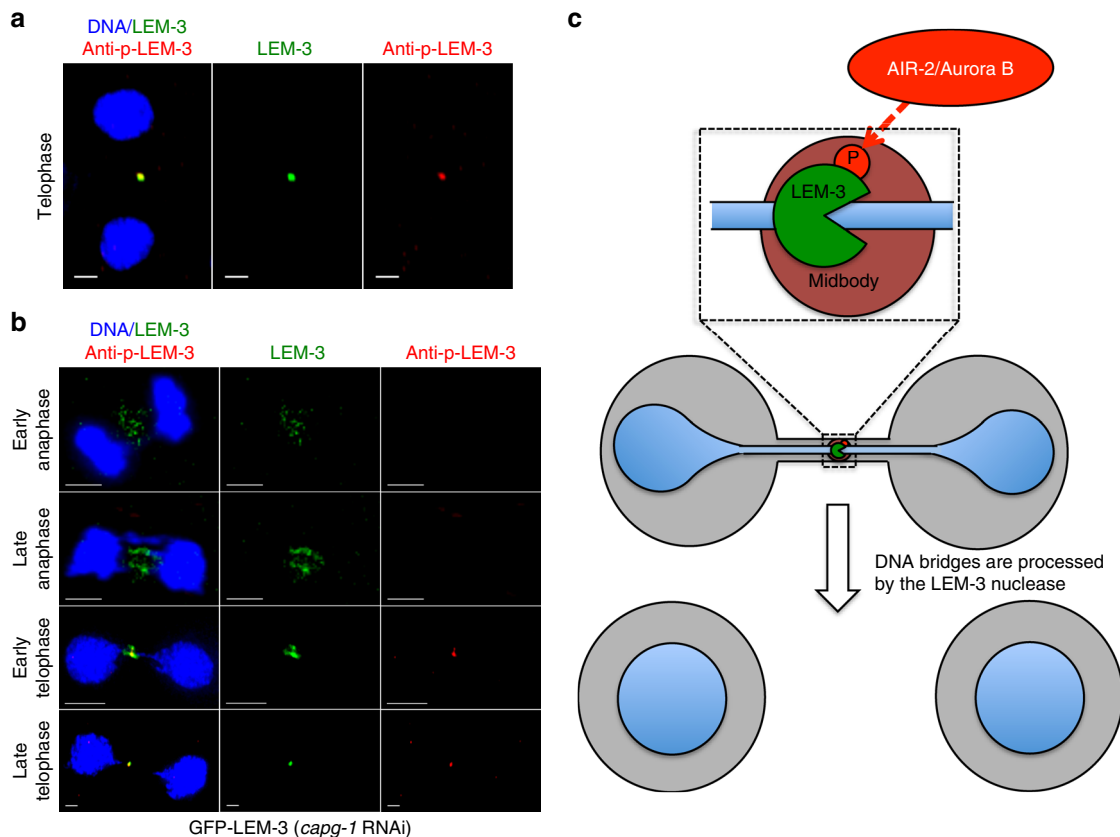 a
DNA/LEM-3
Anti-p-LEM-3
LEM-3
Anti-p-LEM-3
Telophase
b
DNA/LEM-3
Anti-p-LEM-3
LEM-3
Anti-p-LEM-3
Early
anaphase
Late
anaphase
Early
telophase
Late
telophase
GFP-LEM-3 (capg-1 RNAi)
c
AIR-2/Aurora B
P
LEM-3
Midbody
DNA bridges are processed
by the LEM-3 nuclease